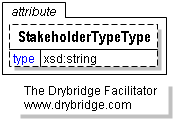 attribute
StakeholderTypeType
type xsd:string
The Drybridge Facilitator
www.drybridge.com